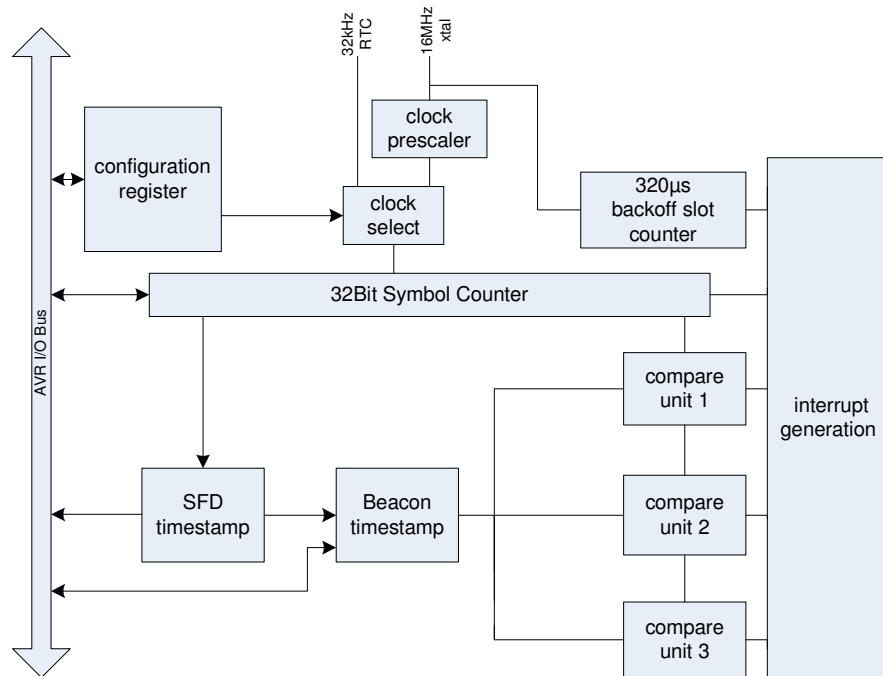 32kHz
RTC
16MHz
xtal
clock
prescaler
configuration
register
clock
select
320µs
backoff slot
counter
32Bit Symbol Counter
AVR I/O Bus
compare
unit 1
interrupt
generation
SFD
timestamp
Beacon
timestamp
compare
unit 2
compare
unit 3